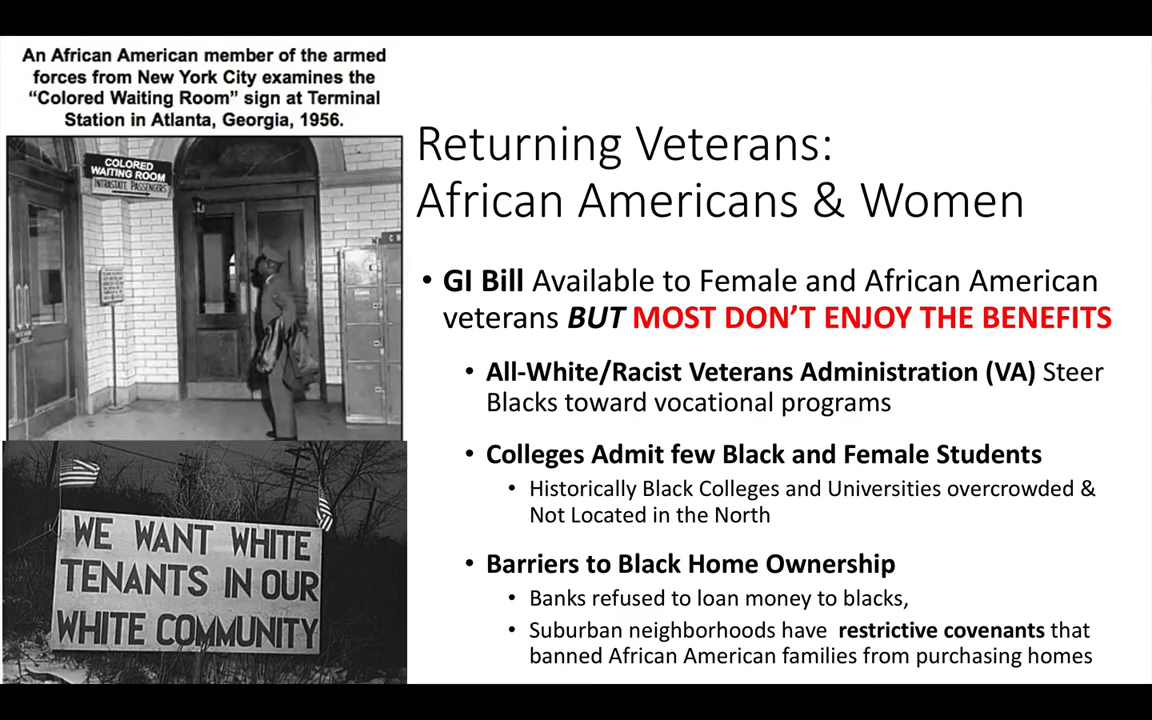 An African American member of the armed
forces from New York City examines the
“Colored Waiting Room” sign at Terminal
Station in Atlanta, Georgia, 1956.
COLORED
WAITING ROOM
INTRASTATE PASSENGERS
WE WANT WHITE
TENANTS IN OUR
WHITE COMMUNITY
Returning Veterans:
African Americans & Women
• GI Bill Available to Female and African American
veterans BUT MOST DON’T ENJOY THE BENEFITS
• All-White/Racist Veterans Administration (VA) Steer
Blacks toward vocational programs
• Colleges Admit few Black and Female Students
• Historically Black Colleges and Universities overcrowded &
Not Located in the North
• Barriers to Black Home Ownership
• Banks refused to loan money to blacks,
• Suburban neighborhoods have restrictive covenants that
banned African American families from purchasing homes